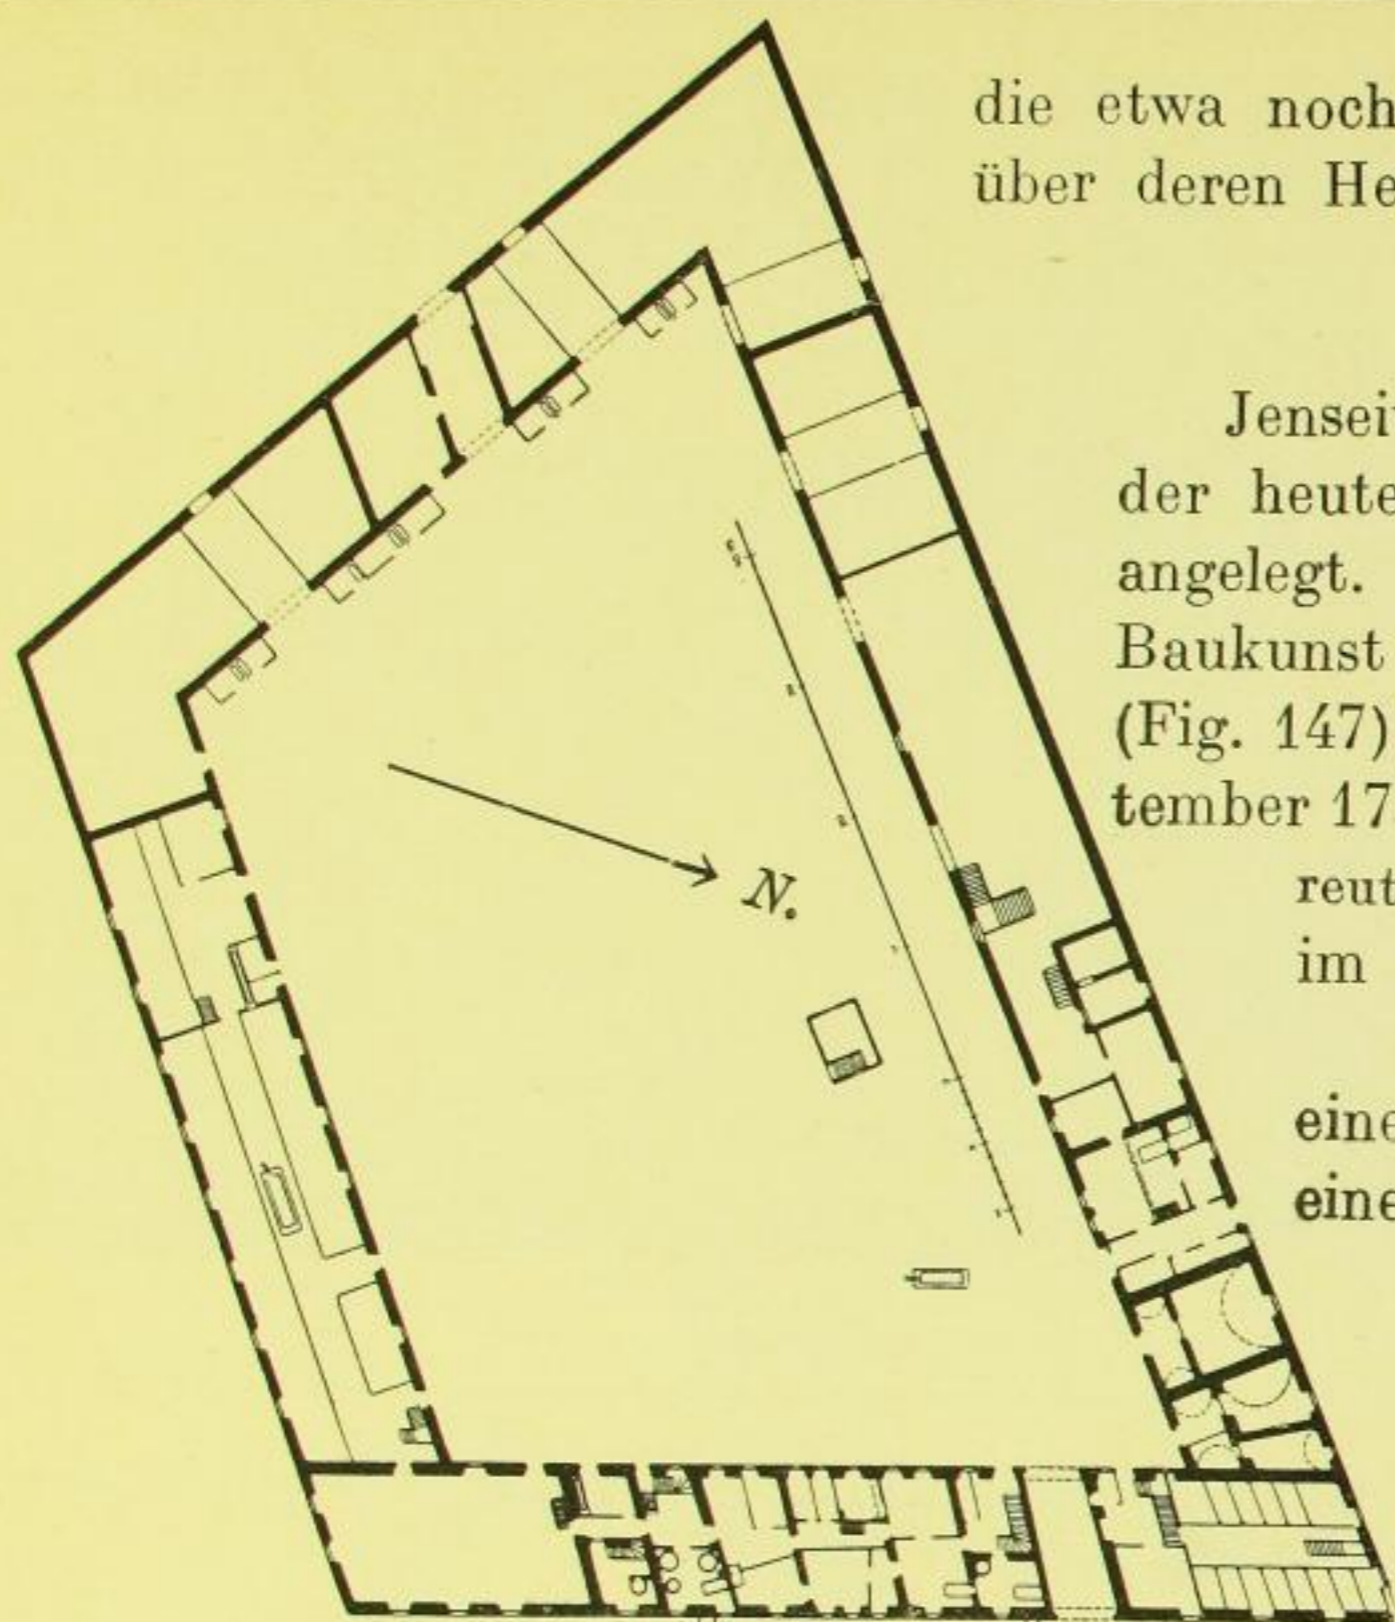 die etwa noch
über deren He
Jensei
der heute
angelegt.
Baukunst
(Fig. 147)
tember 17
reut
im
eine
eine
N.